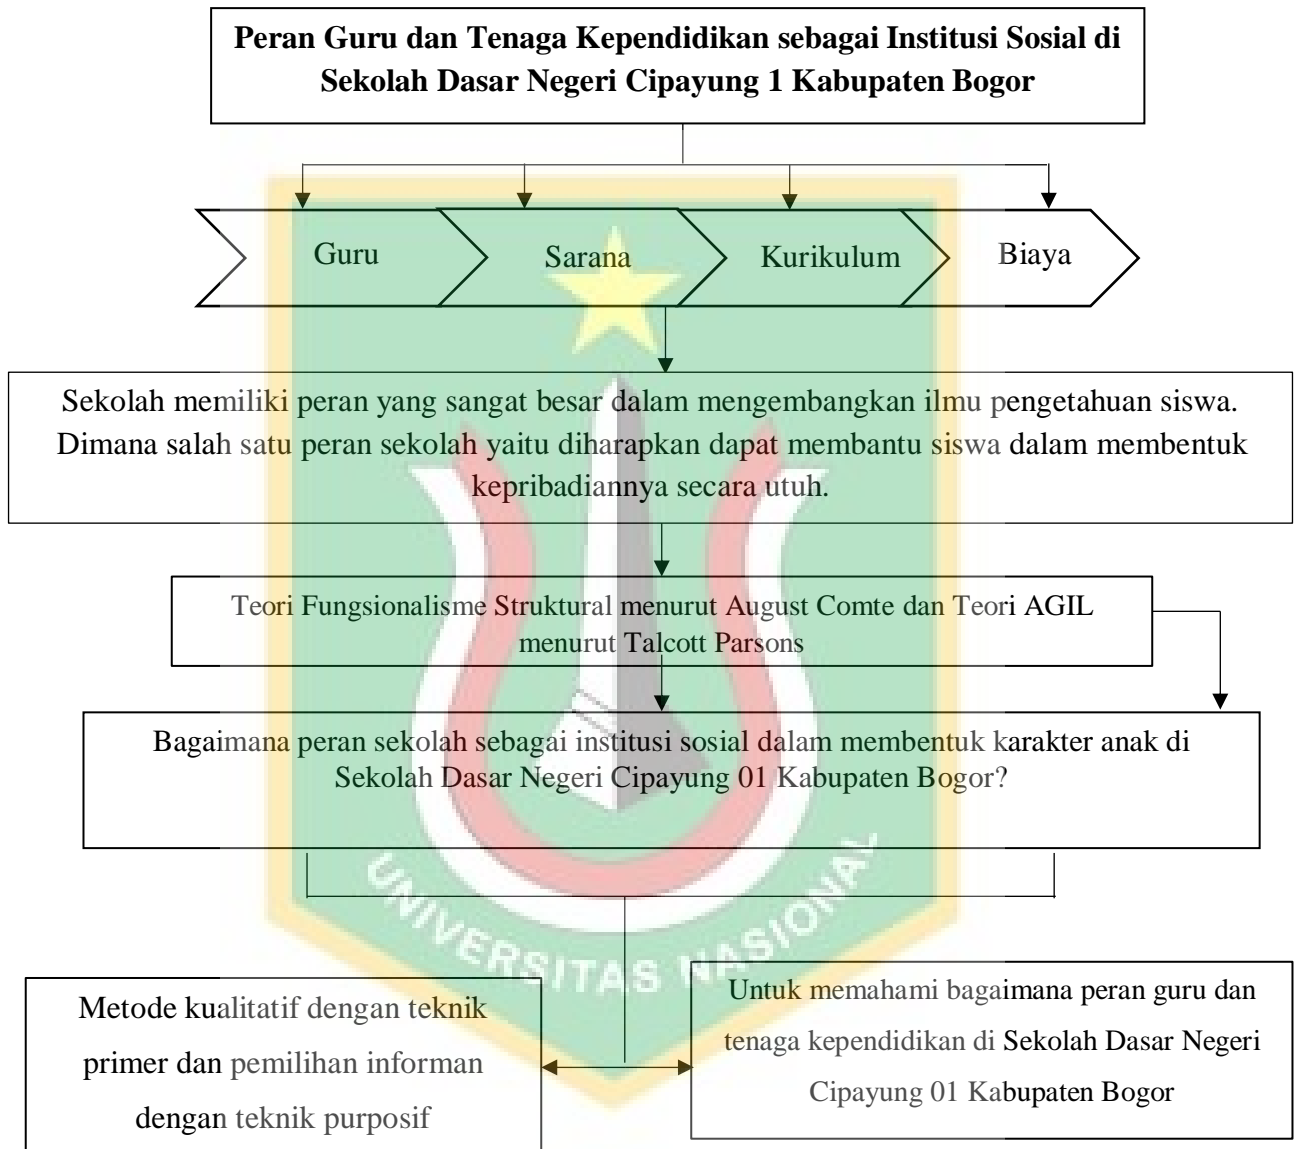 Peran Guru dan Tenaga Kependidikan sebagai Institusi Sosial di
Sekolah Dasar Negeri Cipayung 1 Kabupaten Bogor
Guru
Sarana
Kurikulum
Biaya
Sekolah memiliki peran yang sangat besar dalam mengembangkan ilmu pengetahuan siswa.
Dimana salah satu peran sekolah yaitu diharapkan dapat membantu siswa dalam membentuk
kepribadiannya secara utuh.
Teori Fungsionalisme Struktural menurut August Comte dan Teori AGIL
menurut Talcott Parsons
Bagaimana peran sekolah sebagai institusi sosial dalam membentuk karakter anak di
Sekolah Dasar Negeri Cipayung 01 Kabupaten Bogor?
UNIVERSITAS NASIONAL
Metode kualitatif dengan teknik
primer dan pemilihan informan
dengan teknik purposif
Untuk memahami bagaimana peran guru dan
tenaga kependidikan di Sekolah Dasar Negeri
Cipayung 01 Kabupaten Bogor